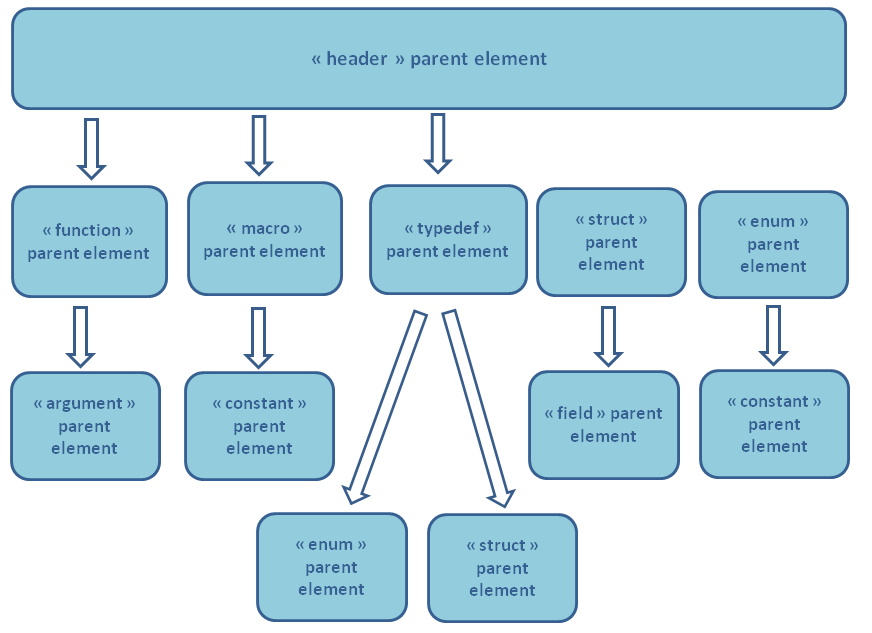 « header » parent element
« function »
parent element
« macro »
parent element
« typedef »
parent element
« struct »
parent
element
« enum »
parent
element
« argument »
parent
element
« constant »
parent
element
« field » parent
element
« constant »
parent
element
« enum »
parent
element
« struct »
parent
element